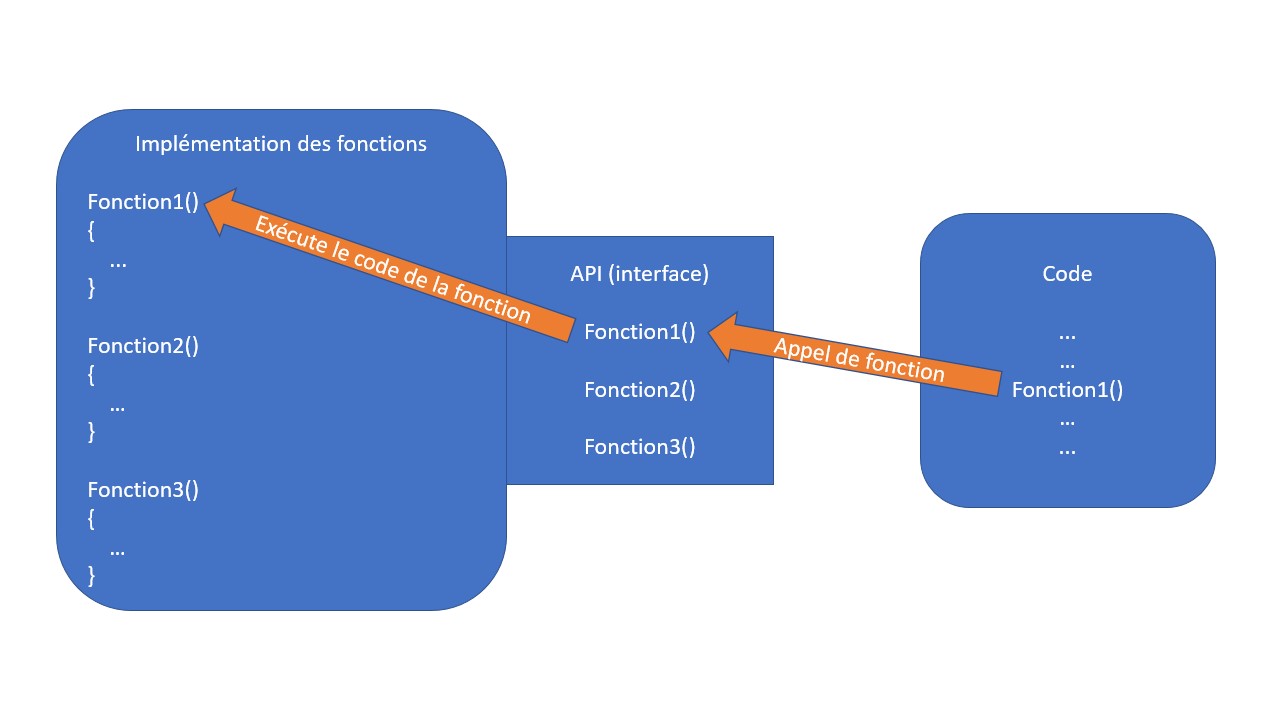 Implémentation des fonctions
Fonction1()
{
...
}
Fonction2()
{
...
}
Fonction3()
{
...
}
Exécute le code de la fonction
API (interface)
Fonction1()
Fonction2()
Fonction3()
Appel de fonction
Code
...
...
Fonction1()
...
...